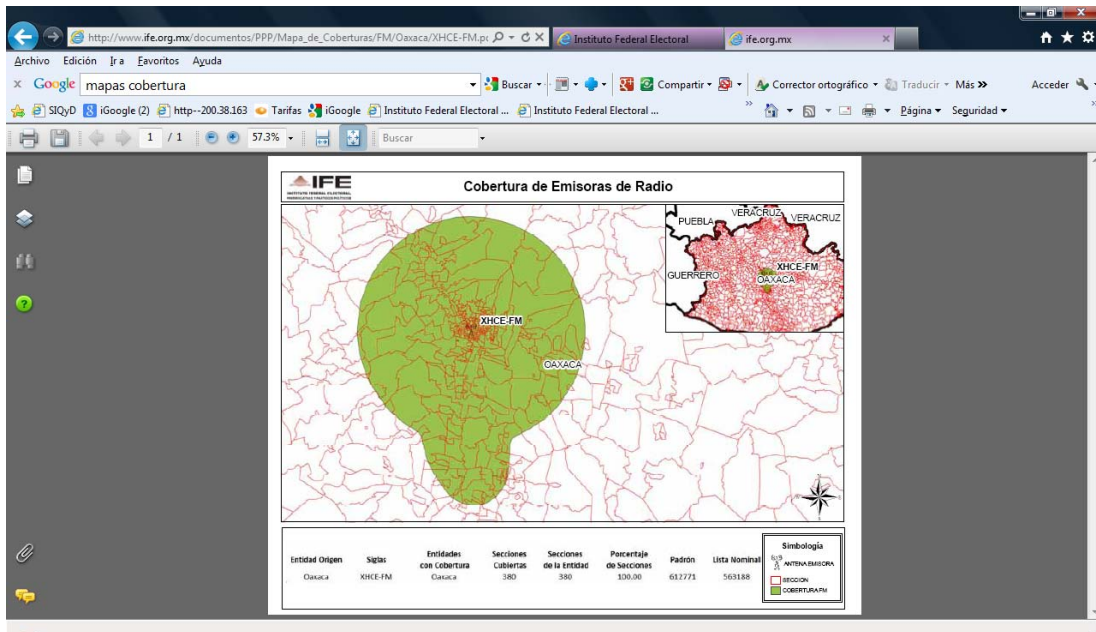 http://www.ife.org.mx/documentos/PPP/Mapa_de_Coberturas/FM/Oaxaca/XHCE-FM.pc
Instituto Federal Electoral
ife.org.mx
Archivo Edición Ir a Favoritos Ayuda
x Google mapas cobertura Buscar Compartir Corrector ortográfico Traducir Más » Acceder
SIQyD iGoogle (2) http--200.38.163 Tarifas iGoogle Instituto Federal Electoral ... Instituto Federal Electoral ... » Página Seguridad
1 / 1 57.3% Buscar
IFE
INSTITUTO FEDERAL ELECTORAL
Cobertura de Emisoras de Radio
PUEBLA
VERACRUZ
VERACRUZ
GUERRERO
XHCE-FM
OAXACA
XHCE-FM
OAXACA
Entidad Origen Siglas Entidades con Cobertura Secciones Cubiertas Secciones de la Entidad Porcentaje de Secciones Padrón Lista Nominal
Oaxaca XHCE-FM Oaxaca 380 380 100.00 612771 563188
Simbología
ANTENA EMISORA
SECCION
COBERTURA FM